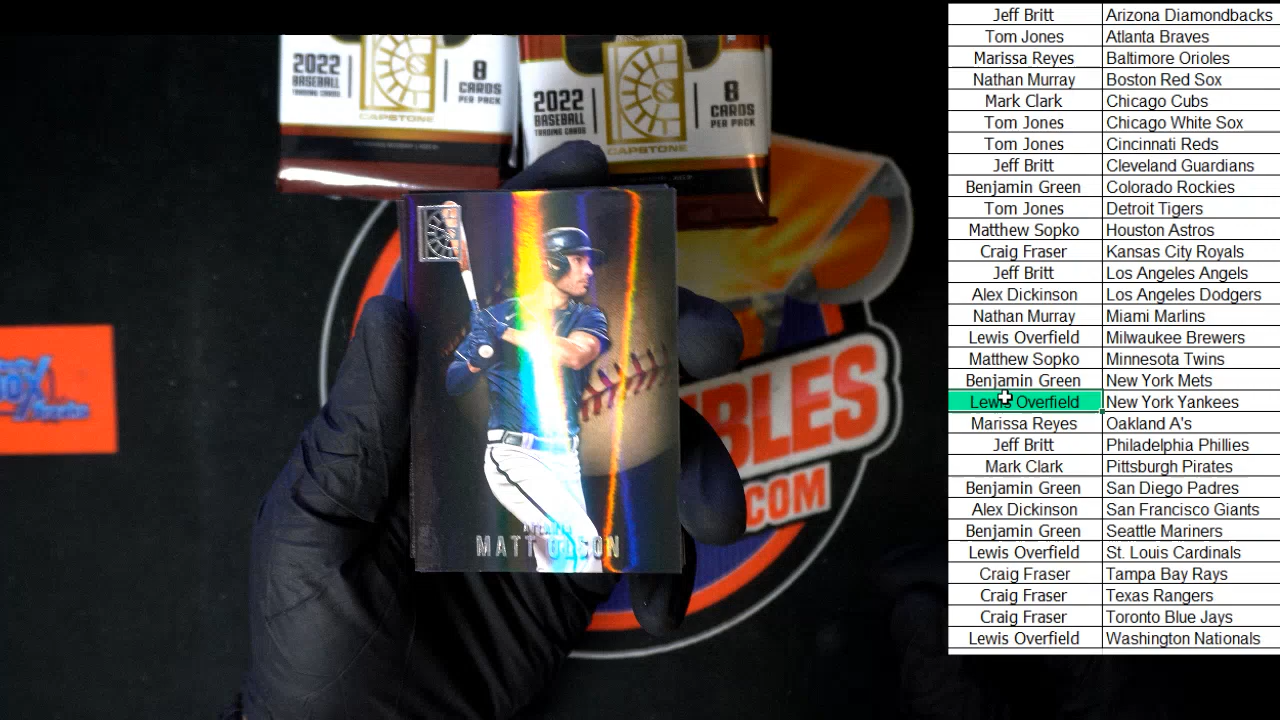 2022
BASEBALL
TRADING CARDS
8
CARDS
PER PACK
CAPSTONE
2022
BASEBALL
TRADING CARDS
8
CARDS
PER PACK
CAPSTONE
ATLANTA
MATT OLSON
BLES
.COM
Jeff Britt Arizona Diamondbacks
Tom Jones Atlanta Braves
Marissa Reyes Baltimore Orioles
Nathan Murray Boston Red Sox
Mark Clark Chicago Cubs
Tom Jones Chicago White Sox
Tom Jones Cincinnati Reds
Jeff Britt Cleveland Guardians
Benjamin Green Colorado Rockies
Tom Jones Detroit Tigers
Matthew Sopko Houston Astros
Craig Fraser Kansas City Royals
Jeff Britt Los Angeles Angels
Alex Dickinson Los Angeles Dodgers
Nathan Murray Miami Marlins
Lewis Overfield Milwaukee Brewers
Matthew Sopko Minnesota Twins
Benjamin Green New York Mets
Lewis Overfield New York Yankees
Marissa Reyes Oakland A's
Jeff Britt Philadelphia Phillies
Mark Clark Pittsburgh Pirates
Benjamin Green San Diego Padres
Alex Dickinson San Francisco Giants
Benjamin Green Seattle Mariners
Lewis Overfield St. Louis Cardinals
Craig Fraser Tampa Bay Rays
Craig Fraser Texas Rangers
Craig Fraser Toronto Blue Jays
Lewis Overfield Washington Nationals